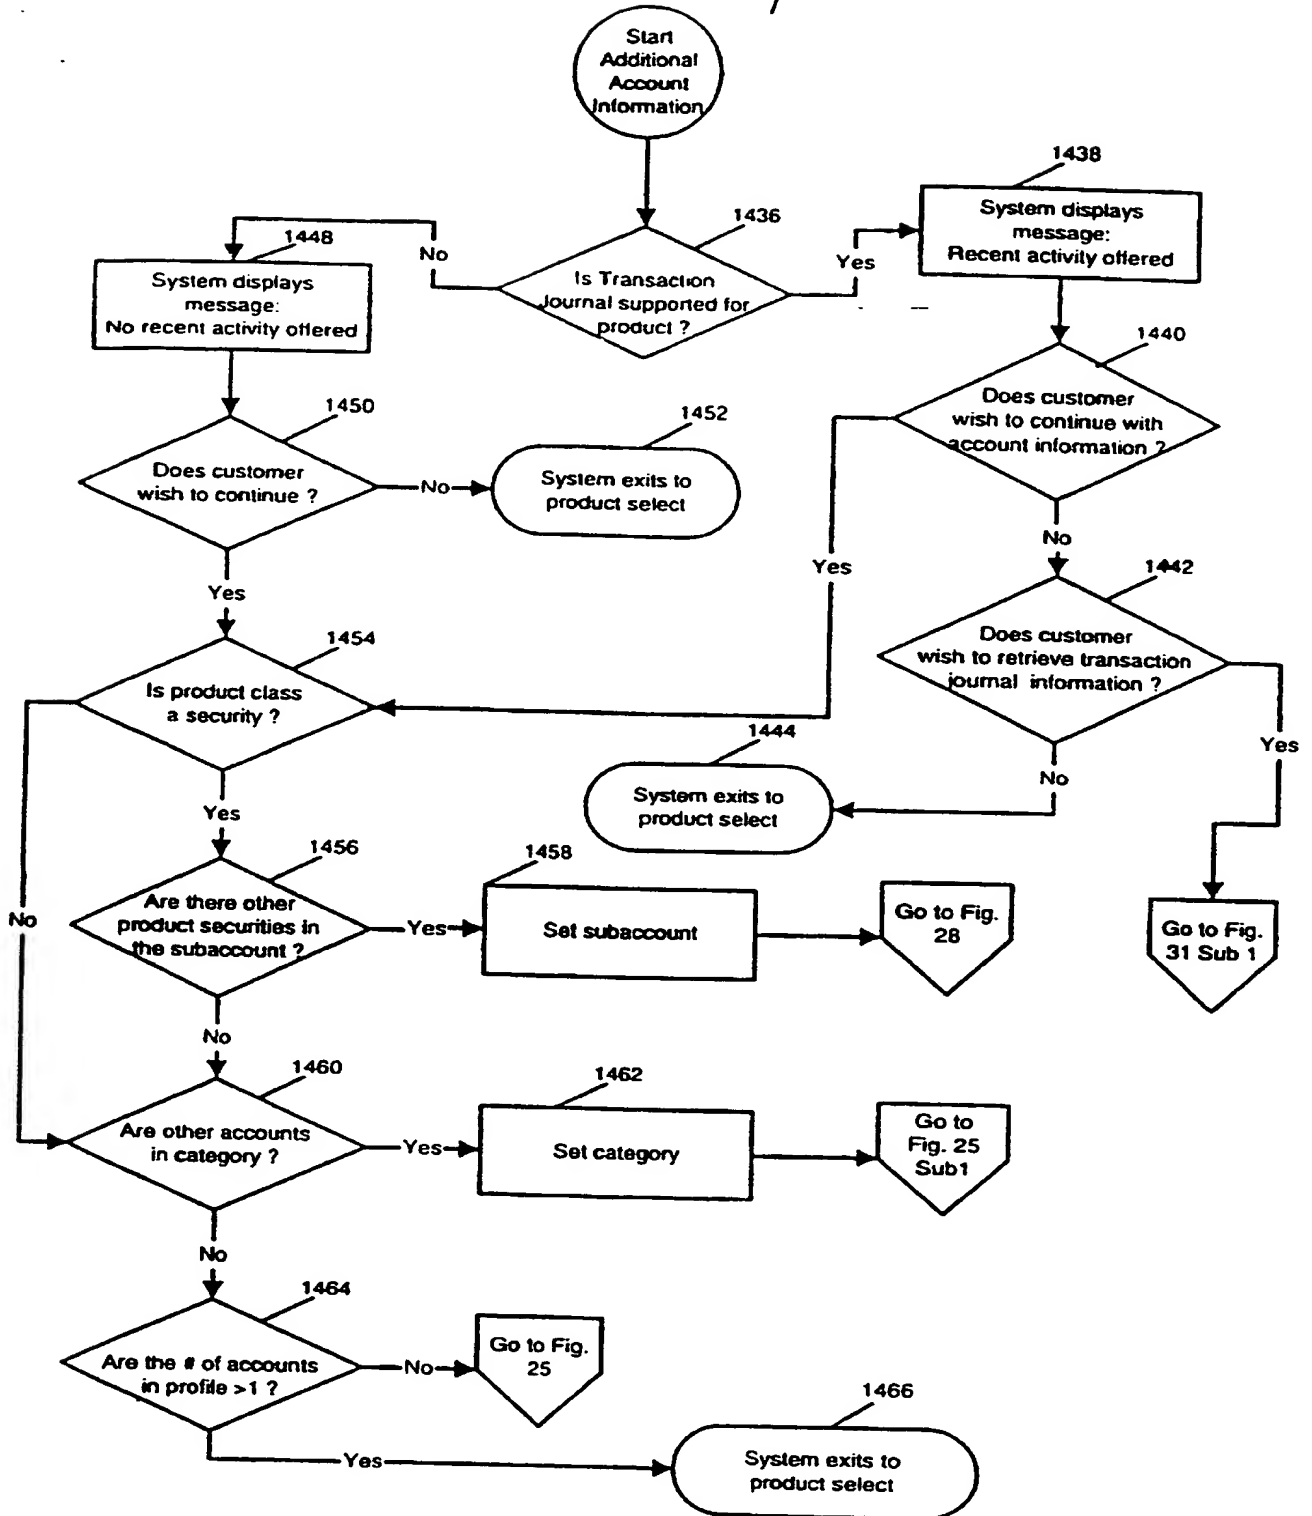 Start
Additional
Account
Information
1438
System displays
message:
Recent activity offered
1436
Is Transaction
Journal supported for
product ?
No
Yes
1448
System displays
message:
No recent activity offered
1440
Does customer
wish to continue with
account information ?
1450
Does customer
wish to continue ?
No
1452
System exits to
product select
Yes
No
Yes
1442
Does customer
wish to retrieve transaction
journal information ?
1454
Is product class
a security ?
Yes
1444
System exits to
product select
No
Yes
1456
Are there other
product securities in
the subaccount ?
Yes
1458
Set subaccount
Go to Fig.
28
Go to Fig.
31 Sub 1
No
No
1460
Are other accounts
in category ?
Yes
1462
Set category
Go to
Fig. 25
Sub1
No
1464
Are the # of accounts
in profile >1 ?
No
Go to Fig.
25
Yes
1466
System exits to
product select